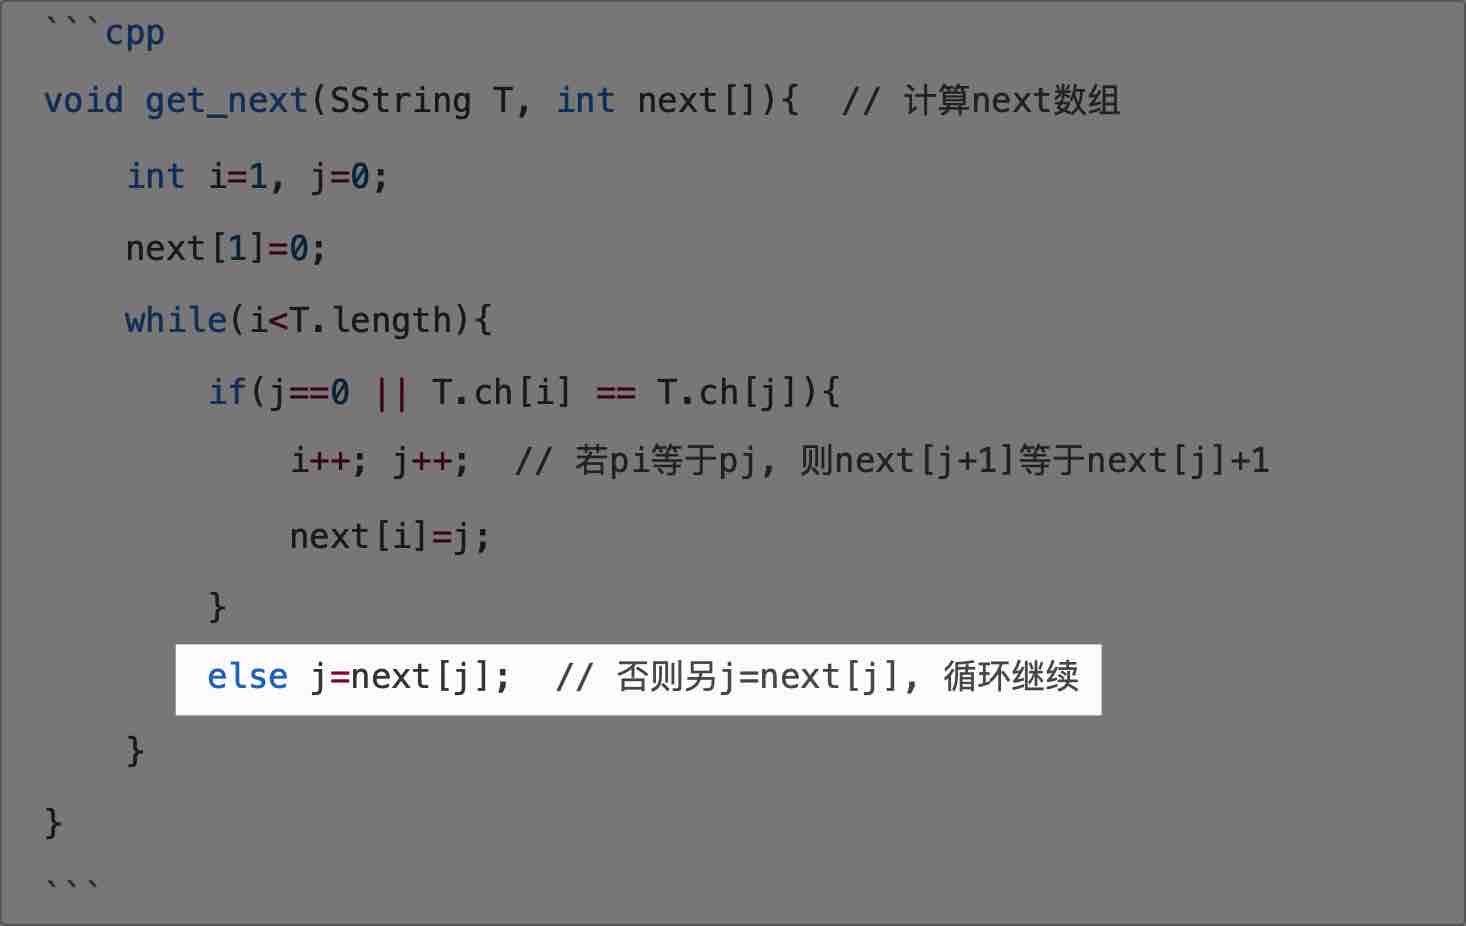 ```cpp
void get_next(SString T, int next[]){  // 计算next数组
    int i=1, j=0;
    next[1]=0;
    while(i<T.length){
        if(j==0 || T.ch[i] == T.ch[j]){
            i++; j++;  // 若pi等于pj, 则next[j+1]等于next[j]+1
            next[i]=j;
        }
        else j=next[j];  // 否则另j=next[j], 循环继续
    }
}
```